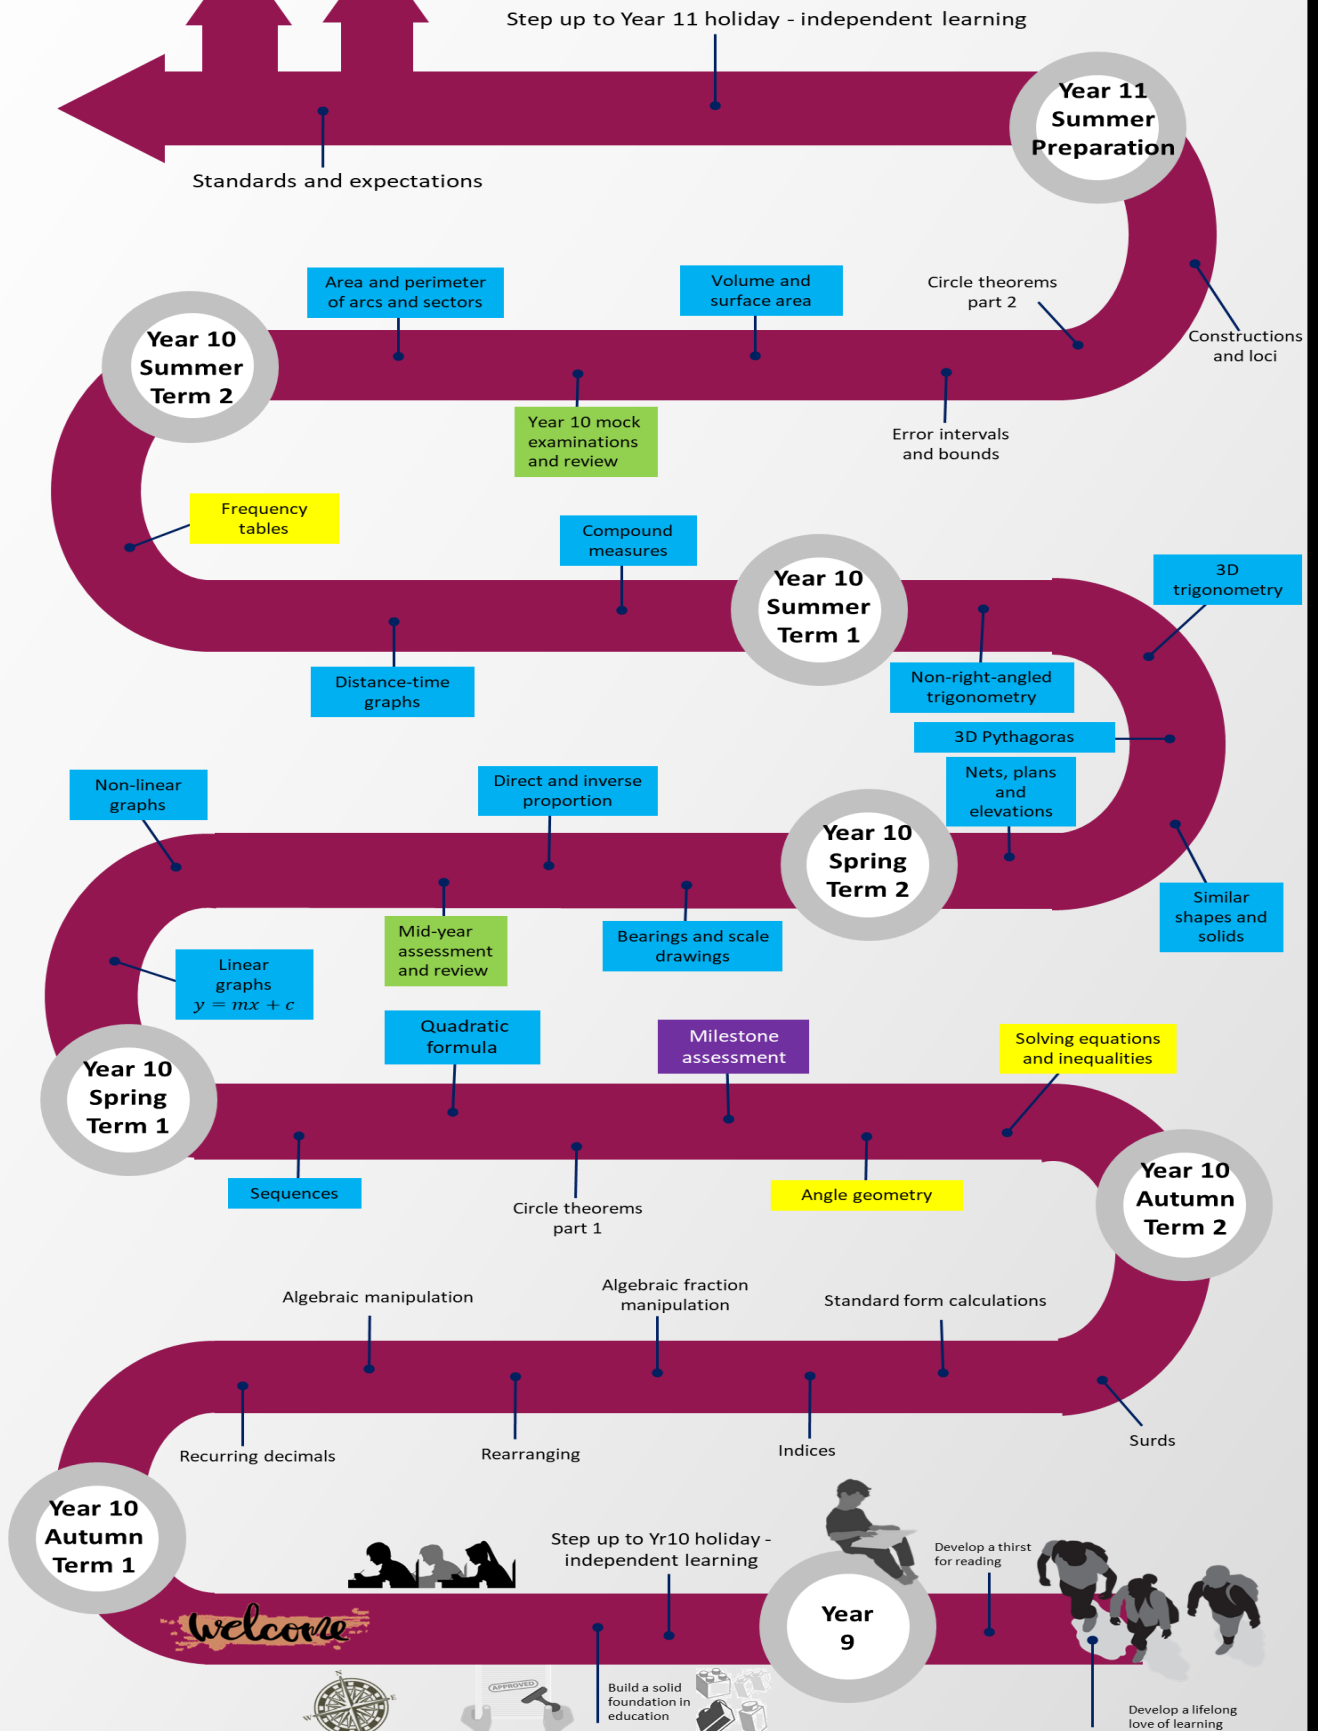 Step up to Year 11 holiday - independent learning
Year 11
Summer
Preparation
Standards and expectations
Area and perimeter
of arcs and sectors
Volume and
surface area
Circle theorems
part 2
Constructions
and loci
Year 10
Summer
Term 2
Year 10 mock
examinations
and review
Error intervals
and bounds
Frequency
tables
Compound
measures
Year 10
Summer
Term 1
3D
trigonometry
Distance-time
graphs
Non-right-angled
trigonometry
3D Pythagoras
Non-linear
graphs
Direct and inverse
proportion
Nets, plans
and
elevations
Year 10
Spring
Term 2
Mid-year
assessment
and review
Bearings and scale
drawings
Similar
shapes and
solids
Linear
graphs
y = mx + c
Quadratic
formula
Milestone
assessment
Solving equations
and inequalities
Year 10
Spring
Term 1
Sequences
Circle theorems
part 1
Angle geometry
Year 10
Autumn
Term 2
Algebraic manipulation
Algebraic fraction
manipulation
Standard form calculations
Recurring decimals
Rearranging
Indices
Surds
Year 10
Autumn
Term 1
Step up to Yr10 holiday -
independent learning
Develop a thirst
for reading
welcome
Year
9
N
E
W
APPROVED
Build a solid
foundation in
education
Develop a lifelong
love of learning